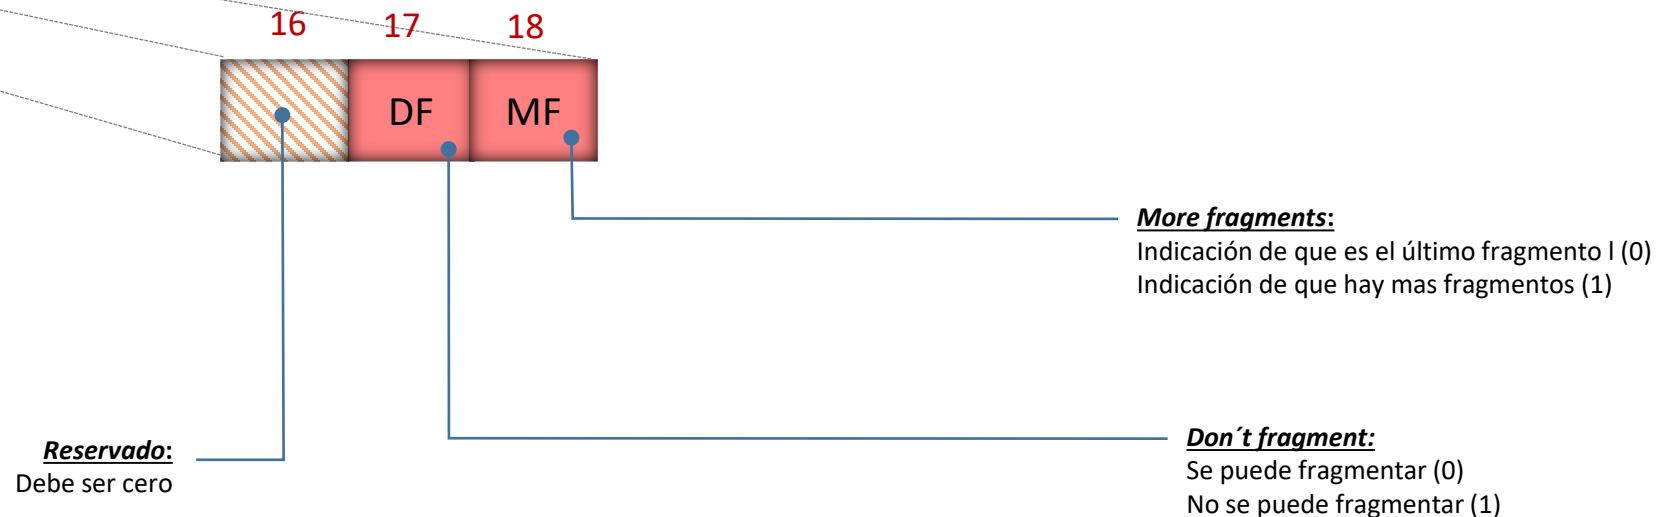 16 17 18
DF MF
More fragments:
Indicación de que es el último fragmento l (0)
Indicación de que hay mas fragmentos (1)
Reservado:
Debe ser cero
Don´t fragment:
Se puede fragmentar (0)
No se puede fragmentar (1)